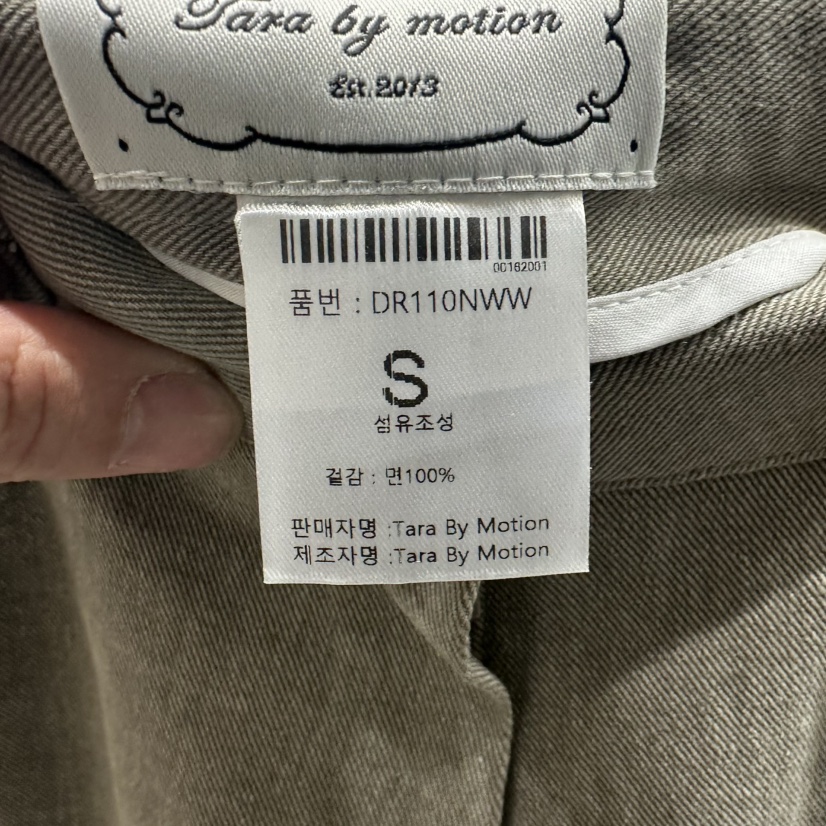 Tara by motion
Est.2013
00162001
품번 : DR110NWW
S
섬유조성
겉감 : 면100%
판매자명 :Tara By Motion
제조자명 :Tara By Motion